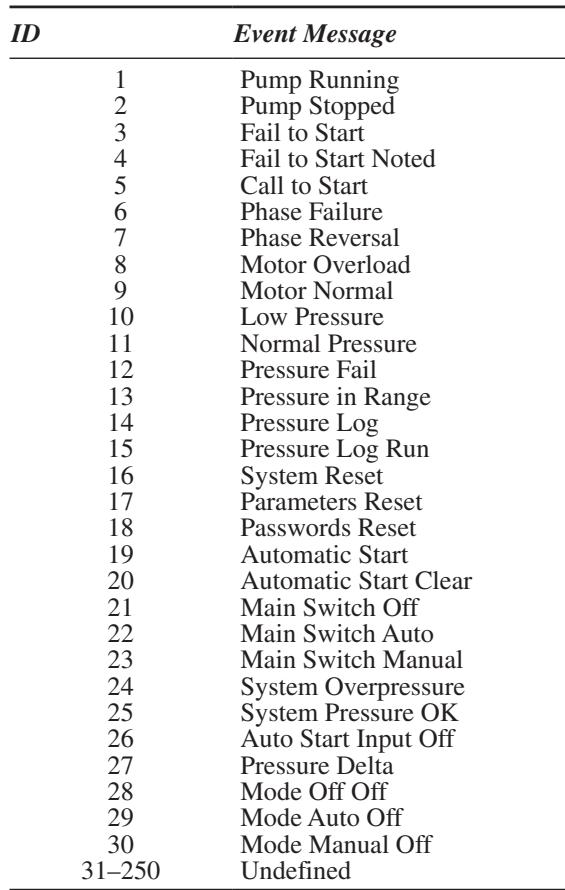 ID Event Message
1 Pump Running
2 Pump Stopped
3 Fail to Start
4 Fail to Start Noted
5 Call to Start
6 Phase Failure
7 Phase Reversal
8 Motor Overload
9 Motor Normal
10 Low Pressure
11 Normal Pressure
12 Pressure Fail
13 Pressure in Range
14 Pressure Log
15 Pressure Log Run
16 System Reset
17 Parameters Reset
18 Passwords Reset
19 Automatic Start
20 Automatic Start Clear
21 Main Switch Off
22 Main Switch Auto
23 Main Switch Manual
24 System Overpressure
25 System Pressure OK
26 Auto Start Input Off
27 Pressure Delta
28 Mode Off Off
29 Mode Auto Off
30 Mode Manual Off
31–250 Undefined